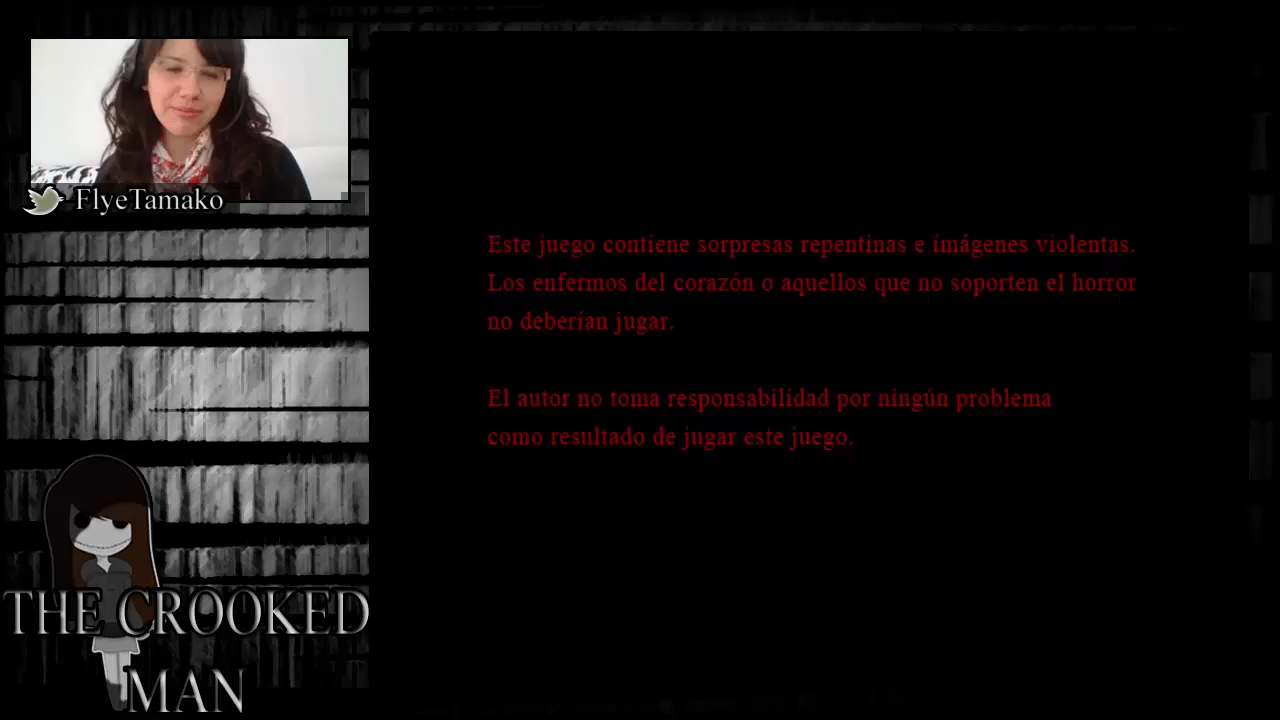 FlyeTamako
Este juego contiene sorpresas repentinas e imágenes violentas.
Los enfermos del corazón o aquellos que no soporten el horror
no deberían jugar.
El autor no toma responsabilidad por ningún problema
como resultado de jugar este juego.
THE CROOKED
MAN